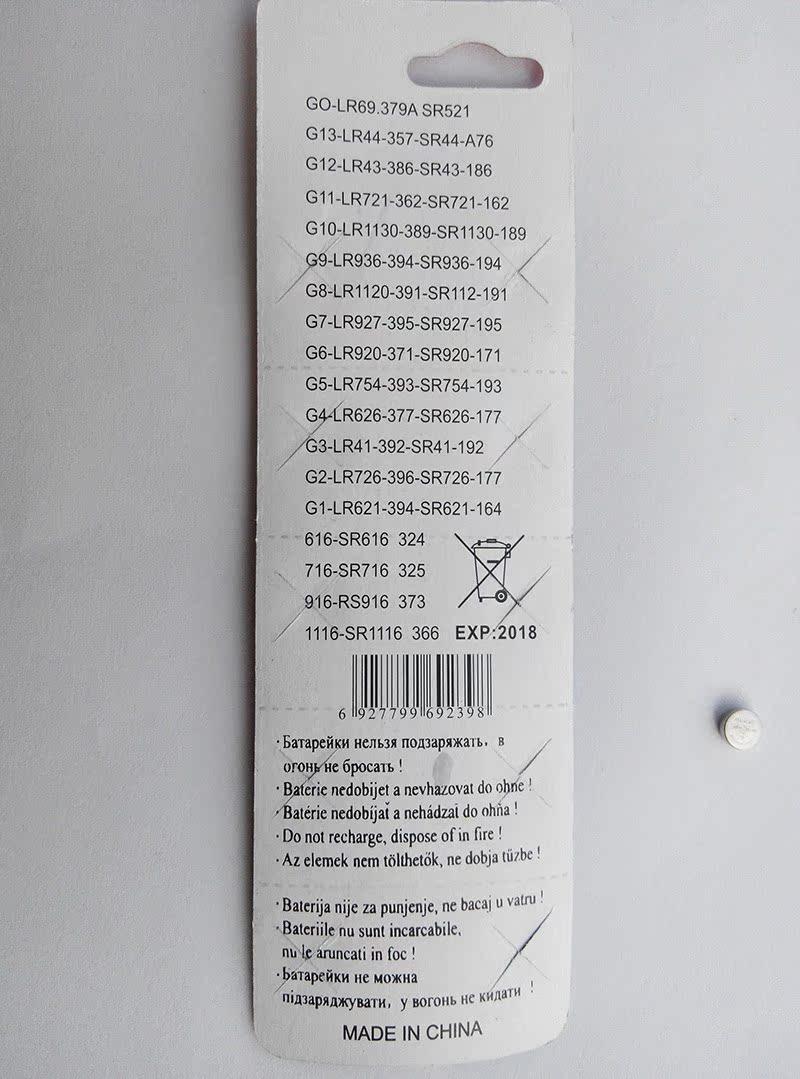 GO-LR69.379A SR521
G13-LR44-357-SR44-A76
G12-LR43-386-SR43-186
G11-LR721-362-SR721-162
G10-LR1130-389-SR1130-189
G9-LR936-394-SR936-194
G8-LR1120-391-SR112-191
G7-LR927-395-SR927-195
G6-LR920-371-SR920-171
G5-LR754-393-SR754-193
G4-LR626-377-SR626-177
G3-LR41-392-SR41-192
G2-LR726-396-SR726-177
G1-LR621-394-SR621-164
616-SR616 324
716-SR716 325
916-RS916 373
1116-SR1116 366 EXP:2018
6 927799 692398
·Батарейки нельзя подзаряжать, в
огонь не бросать !
·Baterie nedobijet a nevhazovat do ohne !
·Batérie nedobíjať a nehádzai do ohňa !
·Do not recharge, dispose of in fire !
·Az elemek nem tölthetők, ne dobja tüzbe !
·Baterija nije za punjenje, ne bacaj u vatru !
·Bateriile nu sunt incarcabile,
nu le aruncati in foc !
·Батарейки не можна
підзаряджувати, у вогонь не кидати !
MADE IN CHINA